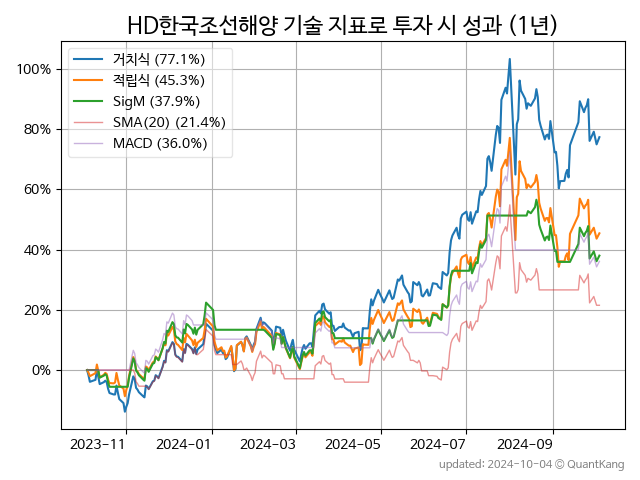 HD한국조선해양 기술 지표로 투자 시 성과 (1년)
거치식 (77.1%)
적립식 (45.3%)
SigM (37.9%)
SMA(20) (21.4%)
MACD (36.0%)
100%
80%
60%
40%
20%
0%
2023-11 2024-01 2024-03 2024-05 2024-07 2024-09
updated: 2024-10-04 © QuantKang